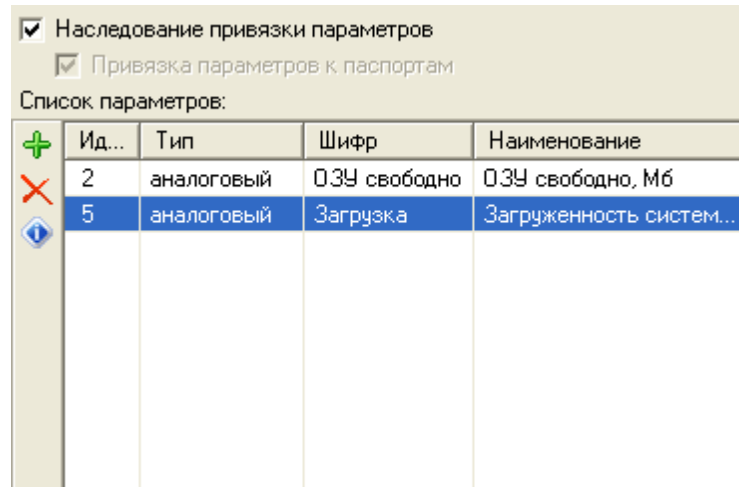 Наследование привязки параметров
Привязка параметров к паспортам
Список параметров:
Ид... Тип Шифр Наименование
2 аналоговый ОЗУ свободно ОЗУ свободно, Мб
5 аналоговый Загрузка Загруженность систем...